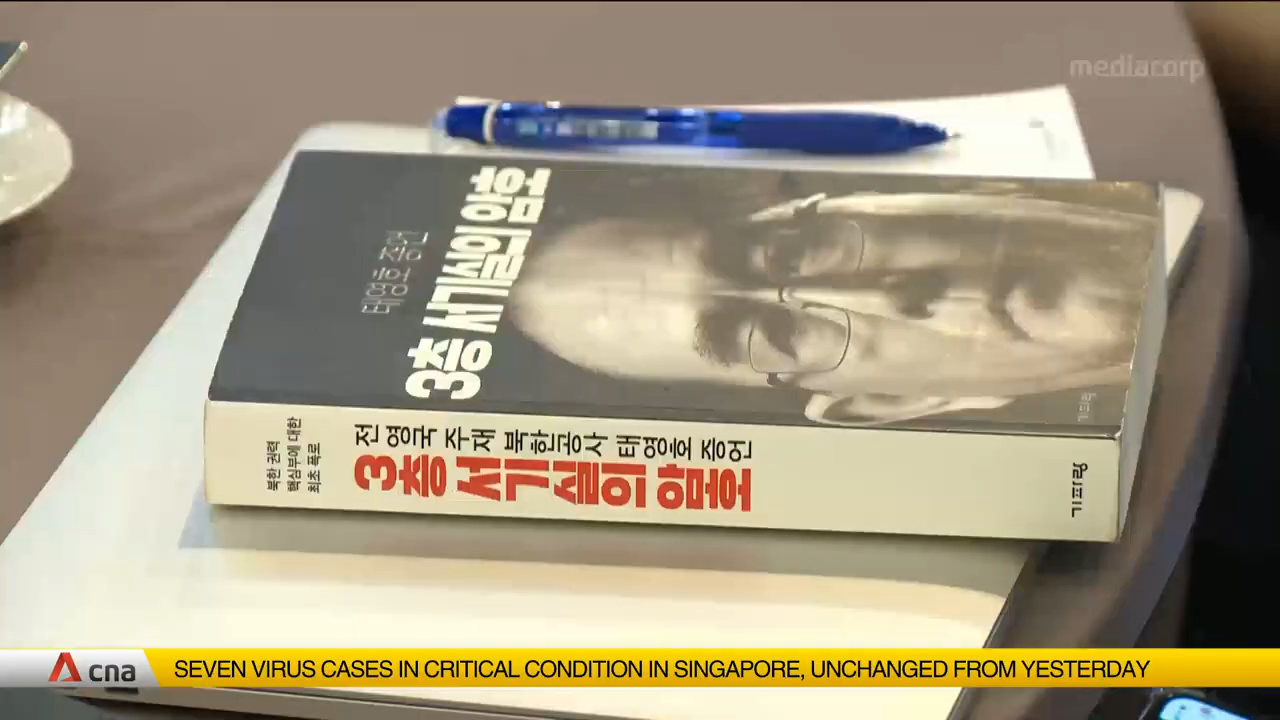 mediacorp
태영호 증언
3층 서기실의 암호
기파랑
북한 권력
핵심부에 대한
최초 폭로
전 영국 주재 북한공사 태영호 증언
3층 서기실의 암호
기파랑
cna
SEVEN VIRUS CASES IN CRITICAL CONDITION IN SINGAPORE, UNCHANGED FROM YESTERDAY